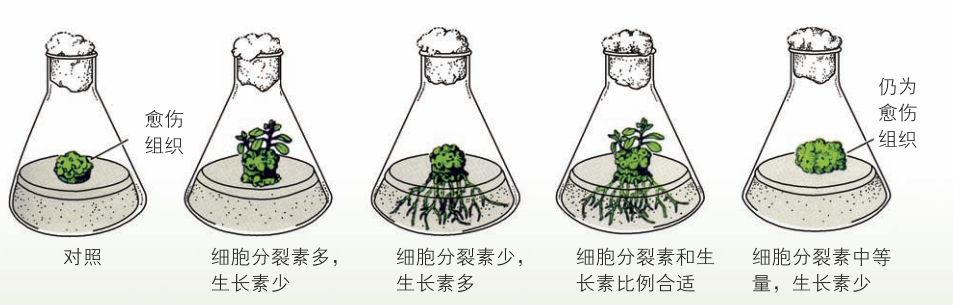 愈伤
组织
仍为
愈伤
组织
对照
细胞分裂素多,
生长素少
细胞分裂素少,
生长素多
细胞分裂素和生
长素比例合适
细胞分裂素中等
量，生长素少